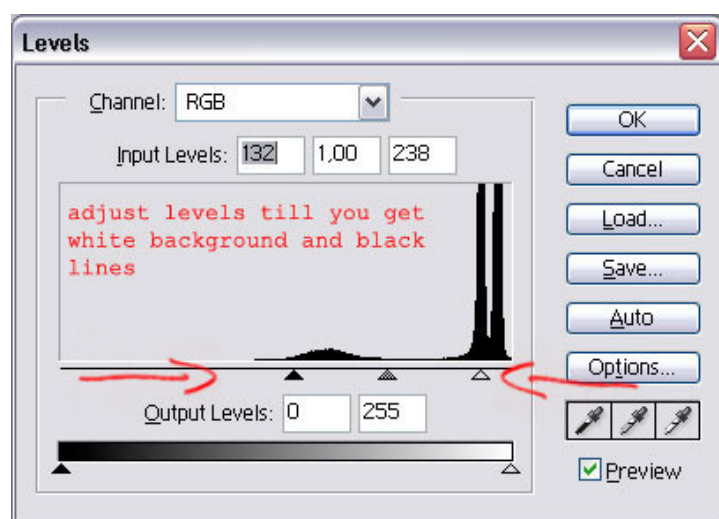 Levels
Channel: RGB
OK
Input Levels: 132 1,00 238
Cancel
adjust levels till you get
white background and black
lines
Load...
Save...
Auto
Options...
Output Levels: 0 255
Preview